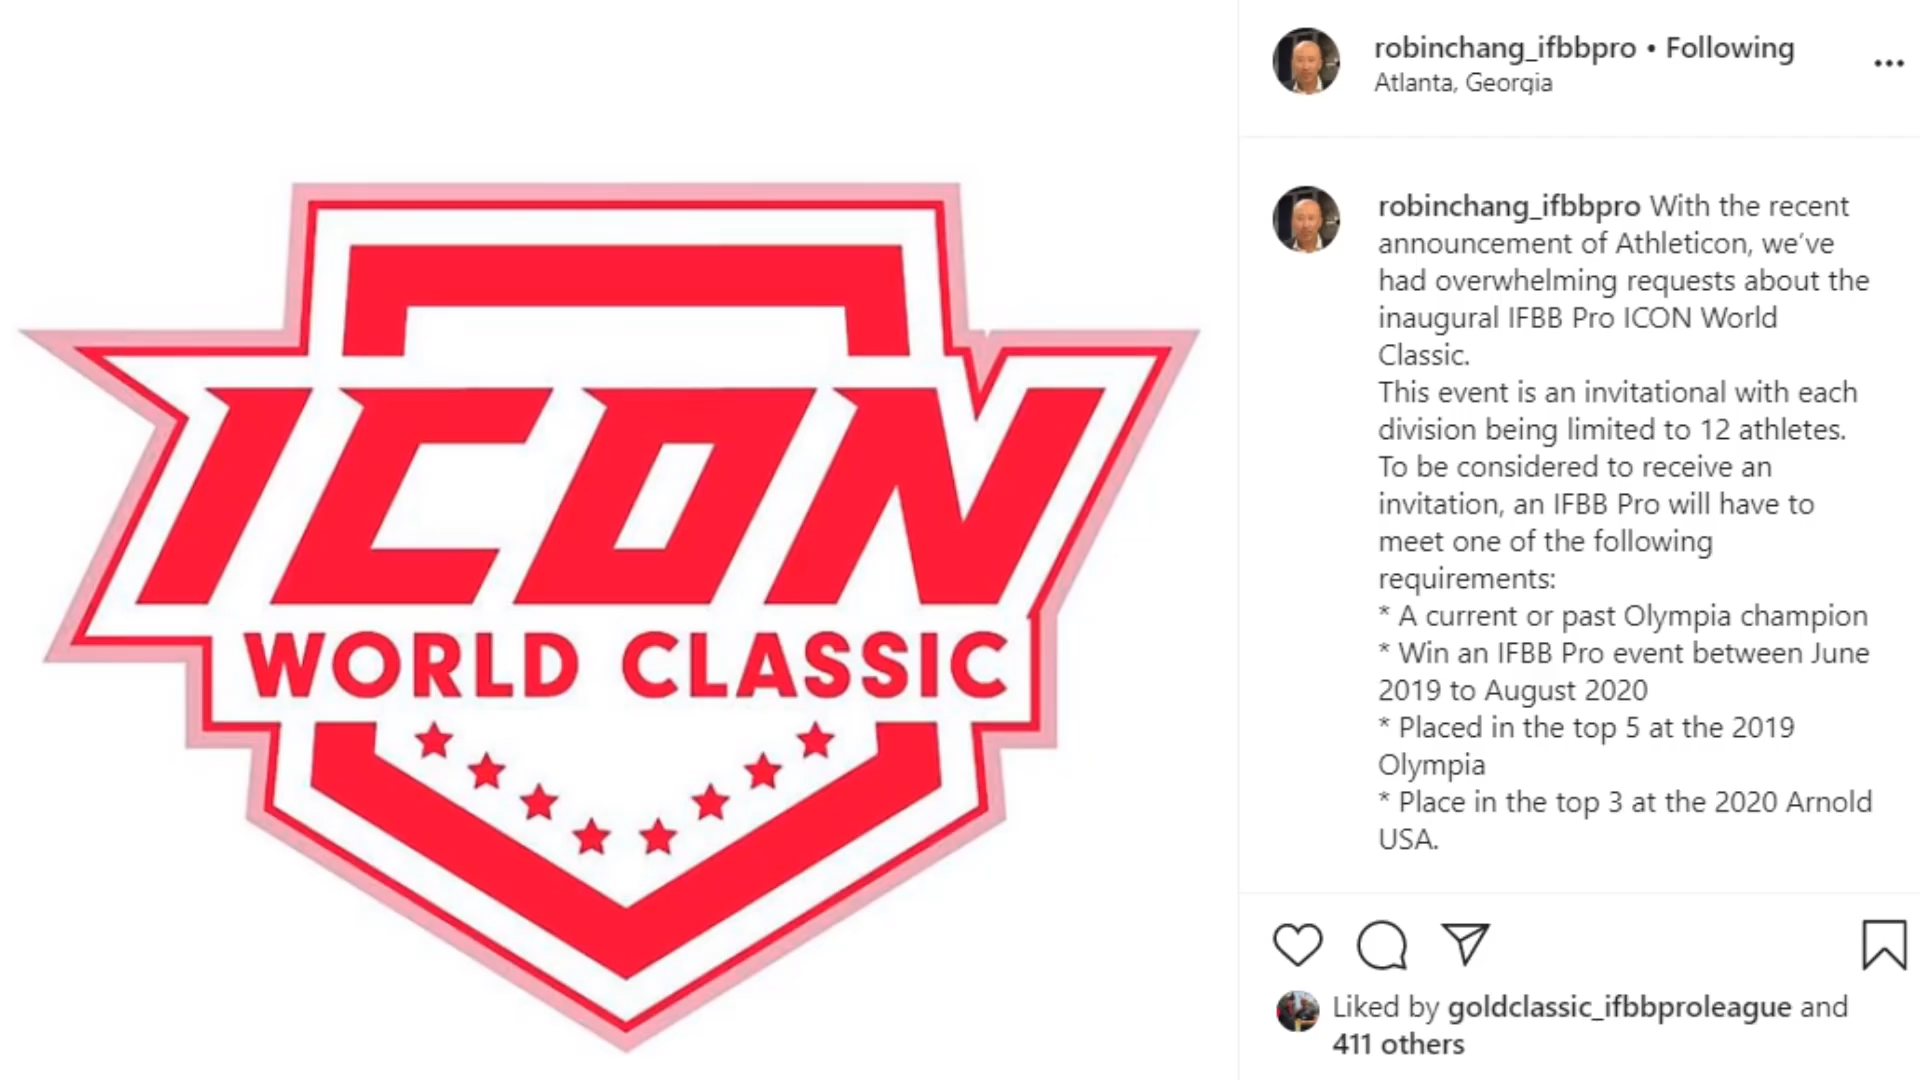 ICON
WORLD CLASSIC
robinchang_ifbbpro • Following
Atlanta, Georgia
robinchang_ifbbpro With the recent
announcement of Athleticon, we’ve
had overwhelming requests about the
inaugural IFBB Pro ICON World
Classic.
This event is an invitational with each
division being limited to 12 athletes.
To be considered to receive an
invitation, an IFBB Pro will have to
meet one of the following
requirements:
* A current or past Olympia champion
* Win an IFBB Pro event between June
2019 to August 2020
* Placed in the top 5 at the 2019
Olympia
* Place in the top 3 at the 2020 Arnold
USA.
Liked by goldclassic_ifbbproleague and
411 others